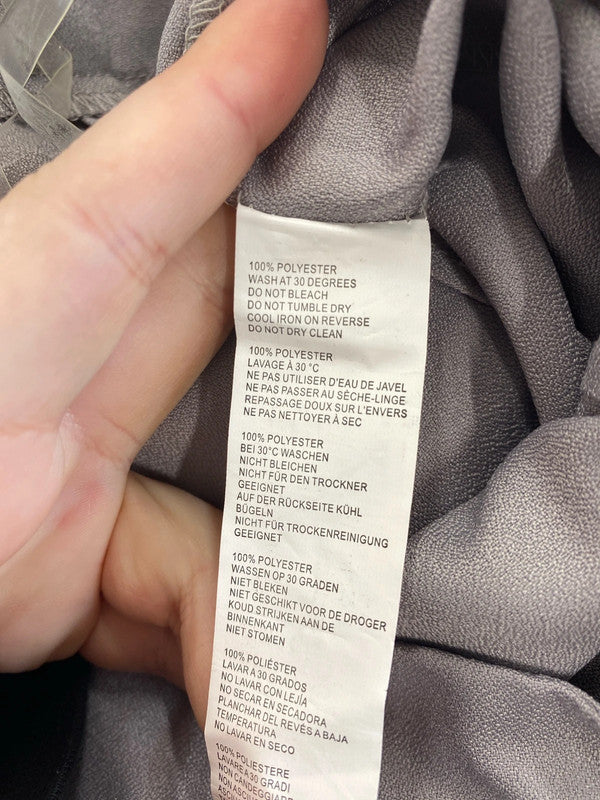 100% POLYESTER
WASH AT 30 DEGREES
DO NOT BLEACH
DO NOT TUMBLE DRY
COOL IRON ON REVERSE
DO NOT DRY CLEAN
100% POLYESTER
LAVAGE À 30 °C
NE PAS UTILISER D'EAU DE JAVEL
NE PAS PASSER AU SÈCHE-LINGE
REPASSAGE DOUX SUR L'ENVERS
NE PAS NETTOYER À SEC
100% POLYESTER
BEI 30°C WASCHEN
NICHT BLEICHEN
NICHT FÜR DEN TROCKNER
GEEIGNET
AUF DER RÜCKSEITE KÜHL
BÜGELN
NICHT FÜR TROCKENREINIGUNG
GEEIGNET
100% POLYESTER
WASSEN OP 30 GRADEN
NIET BLEKEN
NIET GESCHIKT VOOR DE DROGER
KOUD STRIJKEN AAN DE
BINNENKANT
NIET STOMEN
100% POLIÉSTER
LAVAR A 30 GRADOS
NO LAVAR CON LEJÍA
NO SECAR EN SECADORA
PLANCHAR DEL REVÉS A BAJA
TEMPERATURA
NO LAVAR EN SECO
100% POLIESTERE
LAVARE A 30 GRADI
NON CANDEGGIARE